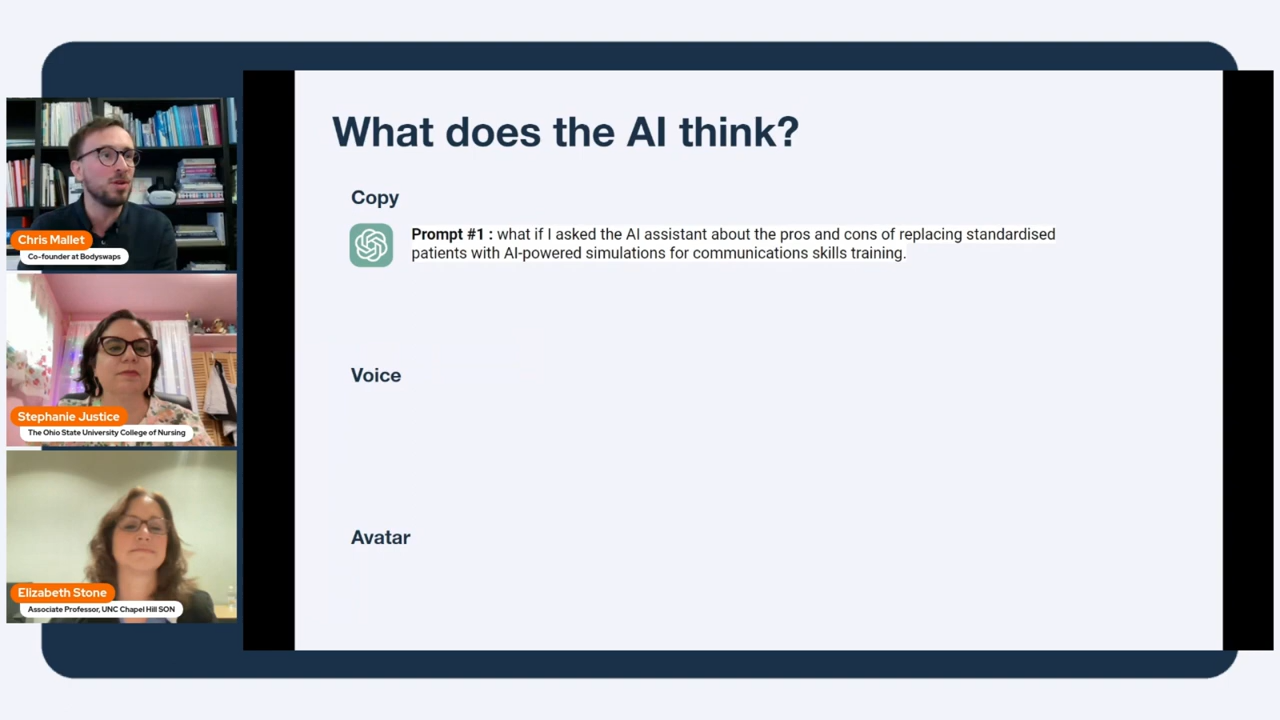 Chris Mallet
Co-founder at Bodyswaps
Stephanie Justice
The Ohio State University College of Nursing
Elizabeth Stone
Associate Professor, UNC Chapel Hill SON
What does the AI think?
Copy
Prompt #1 : what if I asked the AI assistant about the pros and cons of replacing standardised
patients with AI-powered simulations for communications skills training.
Voice
Avatar